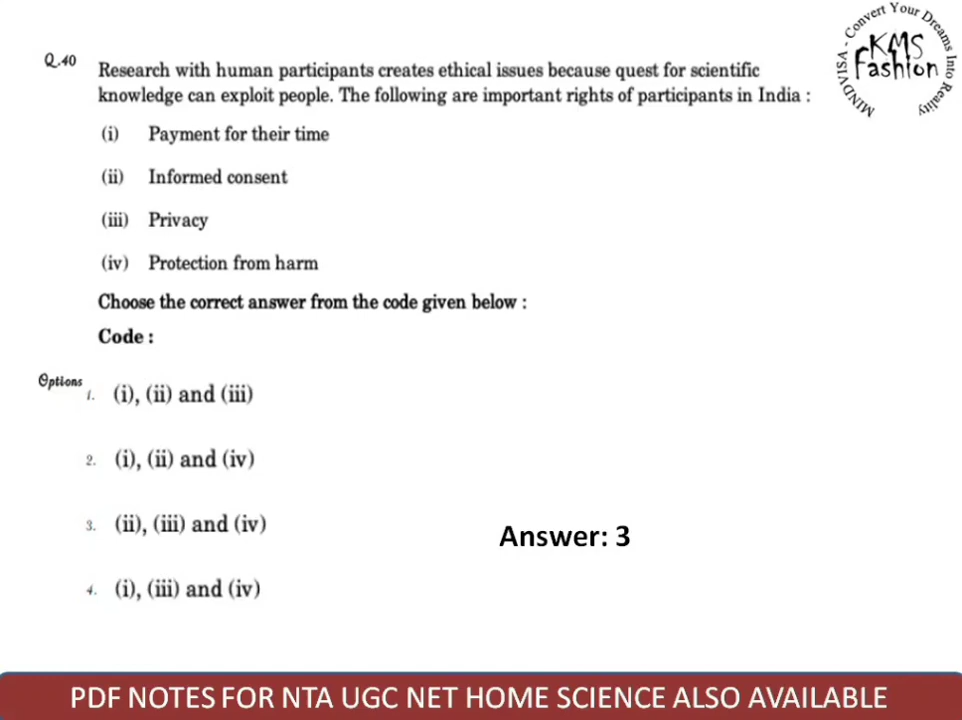 MINDVISA - Convert Your Dreams Into Reality
KMS
Fashion
Q.40
Research with human participants creates ethical issues because quest for scientific
knowledge can exploit people. The following are important rights of participants in India :
(i) Payment for their time
(ii) Informed consent
(iii) Privacy
(iv) Protection from harm
Choose the correct answer from the code given below :
Code :
Options
1. (i), (ii) and (iii)
2. (i), (ii) and (iv)
3. (ii), (iii) and (iv)
Answer: 3
4. (i), (iii) and (iv)
PDF NOTES FOR NTA UGC NET HOME SCIENCE ALSO AVAILABLE